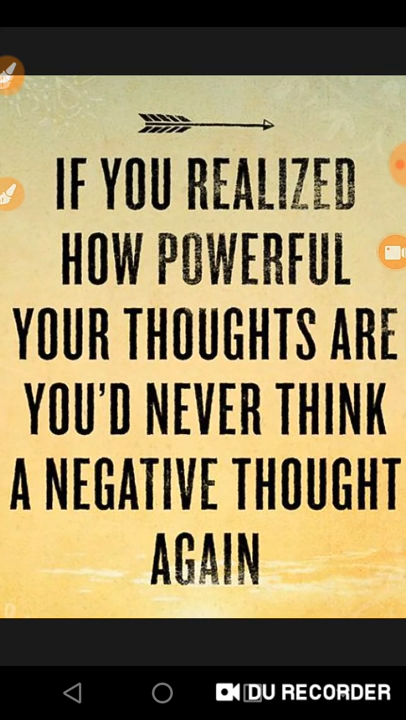 IF YOU REALIZED
HOW POWERFUL
YOUR THOUGHTS ARE
YOU'D NEVER THINK
A NEGATIVE THOUGHT
AGAIN
DU RECORDER